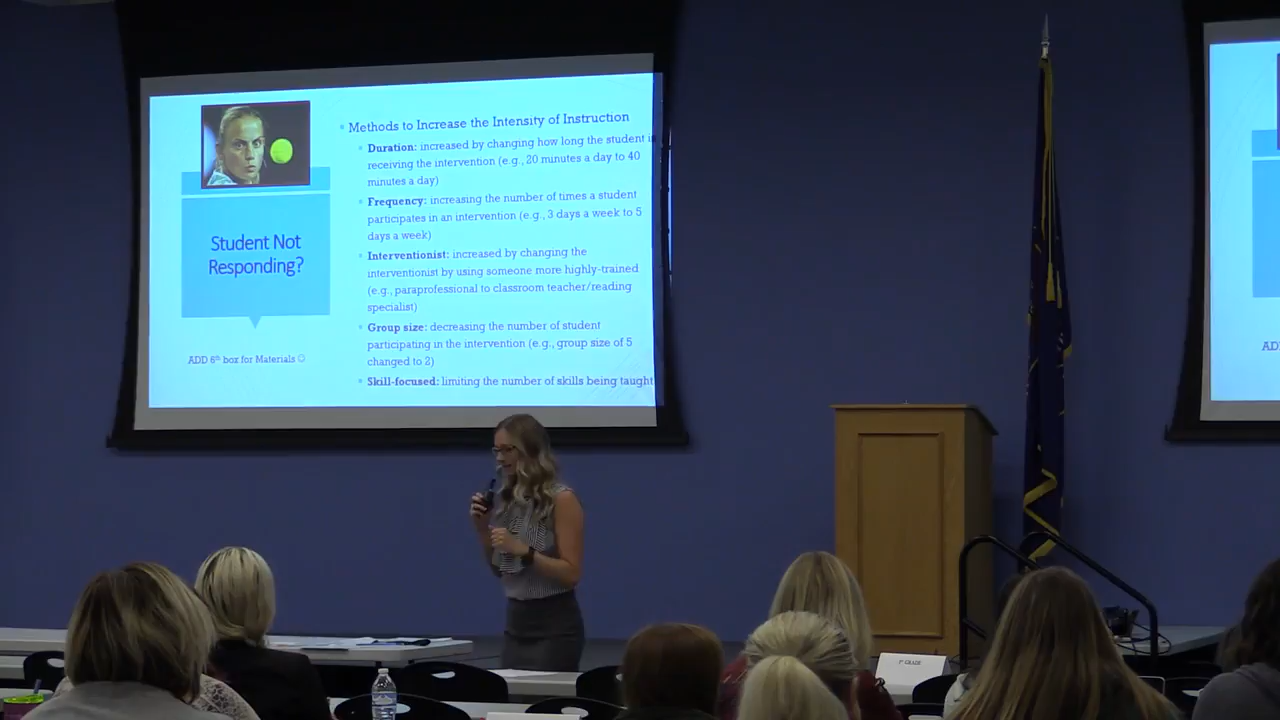 Student Not
Responding?
ADD 6th box for Materials ☺
Methods to Increase the Intensity of Instruction
Duration: increased by changing how long the student is
receiving the intervention (e.g., 20 minutes a day to 40
minutes a day)
Frequency: increasing the number of times a student
participates in an intervention (e.g., 3 days a week to 5
days a week)
Interventionist: increased by changing the
interventionist by using someone more highly-trained
(e.g., paraprofessional to classroom teacher/reading
specialist)
Group size: decreasing the number of student
participating in the intervention (e.g., group size of 5
changed to 2)
Skill-focused: limiting the number of skills being taught
AD
GRADE